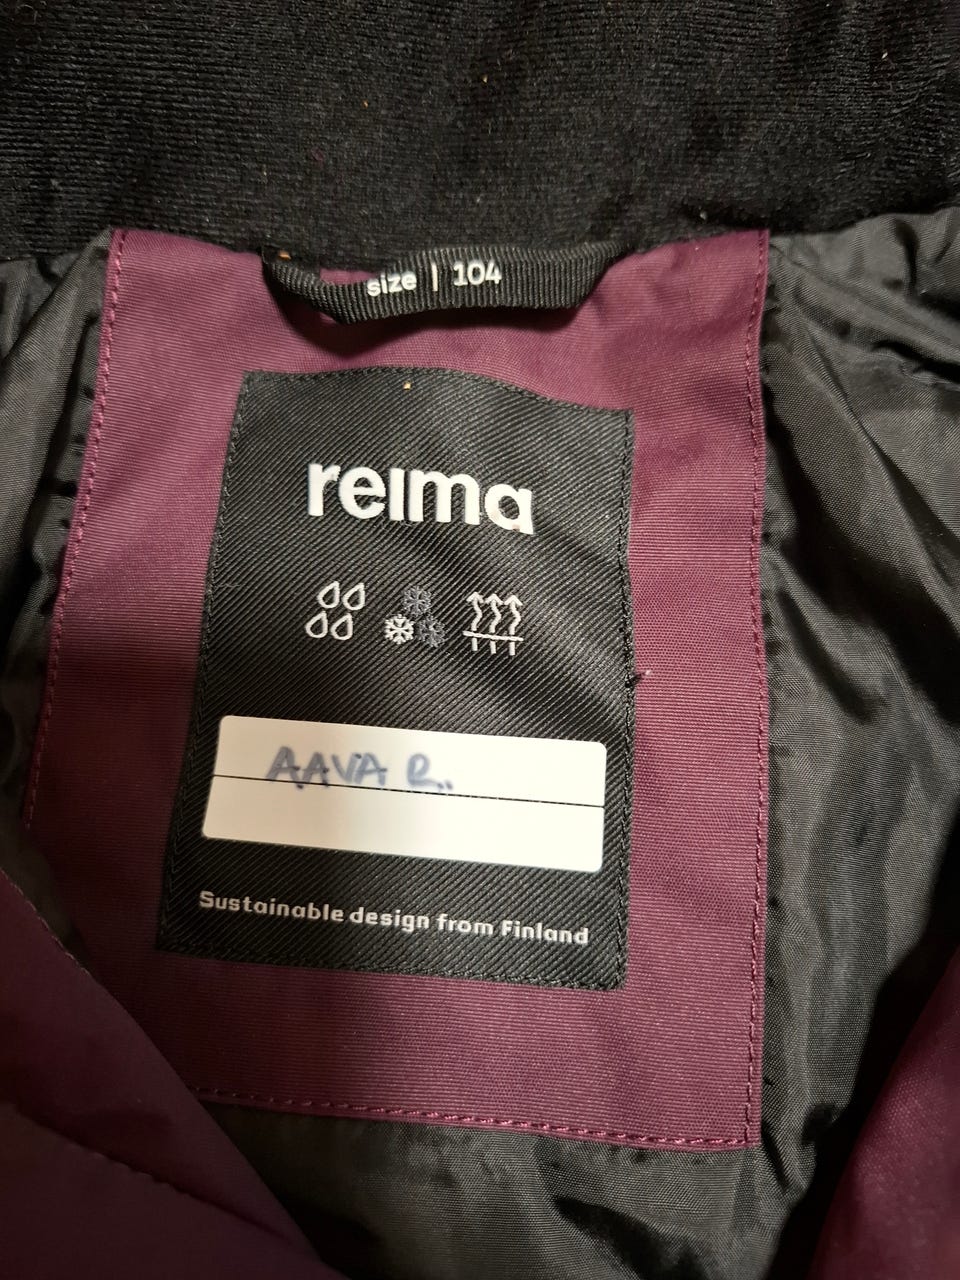 size | 104
reima
AAVA R.
Sustainable design from Finland